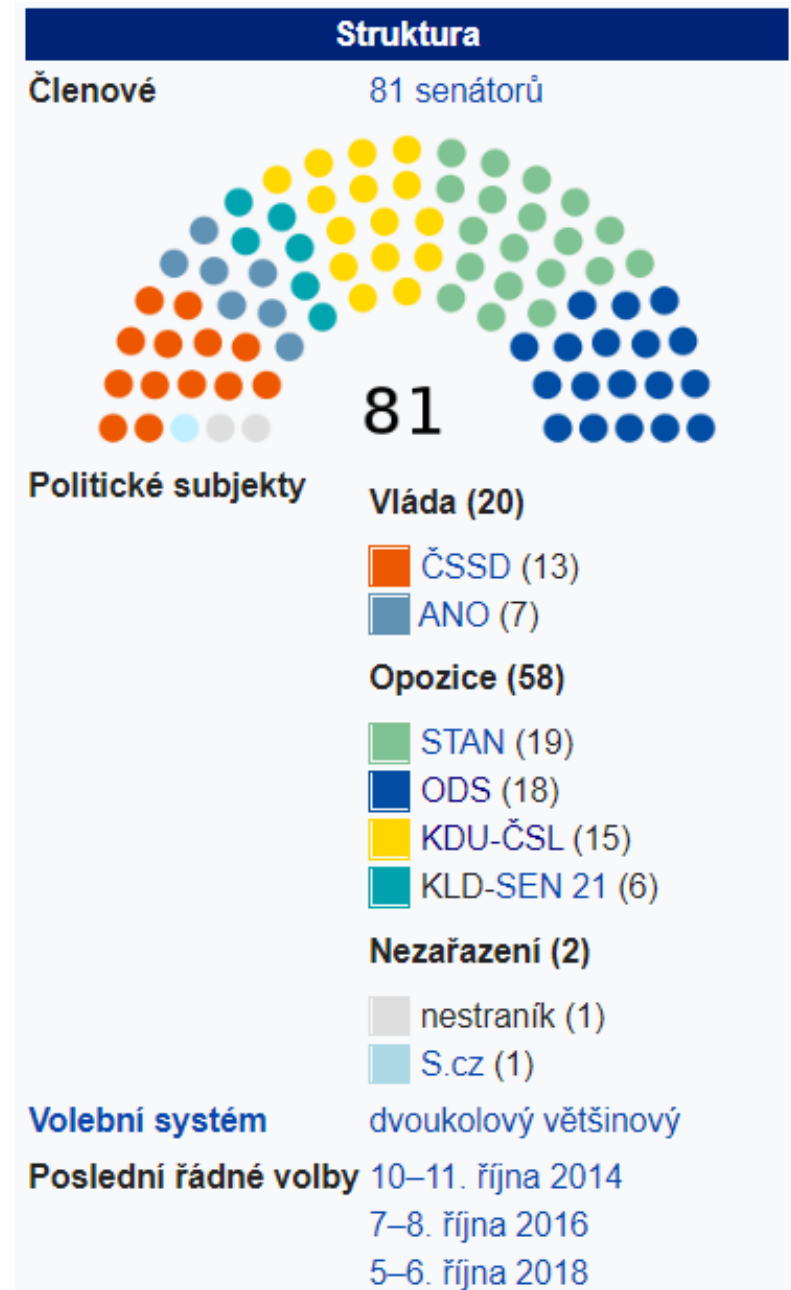 Struktura
Členové 81 senátorů
81
Politické subjekty
Vláda (20)
ČSSD (13)
ANO (7)
Opozice (58)
STAN (19)
ODS (18)
KDU-ČSL (15)
KLD-SEN 21 (6)
Nezařazení (2)
nestraník (1)
S.cz (1)
Volební systém dvoukolový většinový
Poslední řádné volby 10–11. října 2014
7–8. října 2016
5–6. října 2018